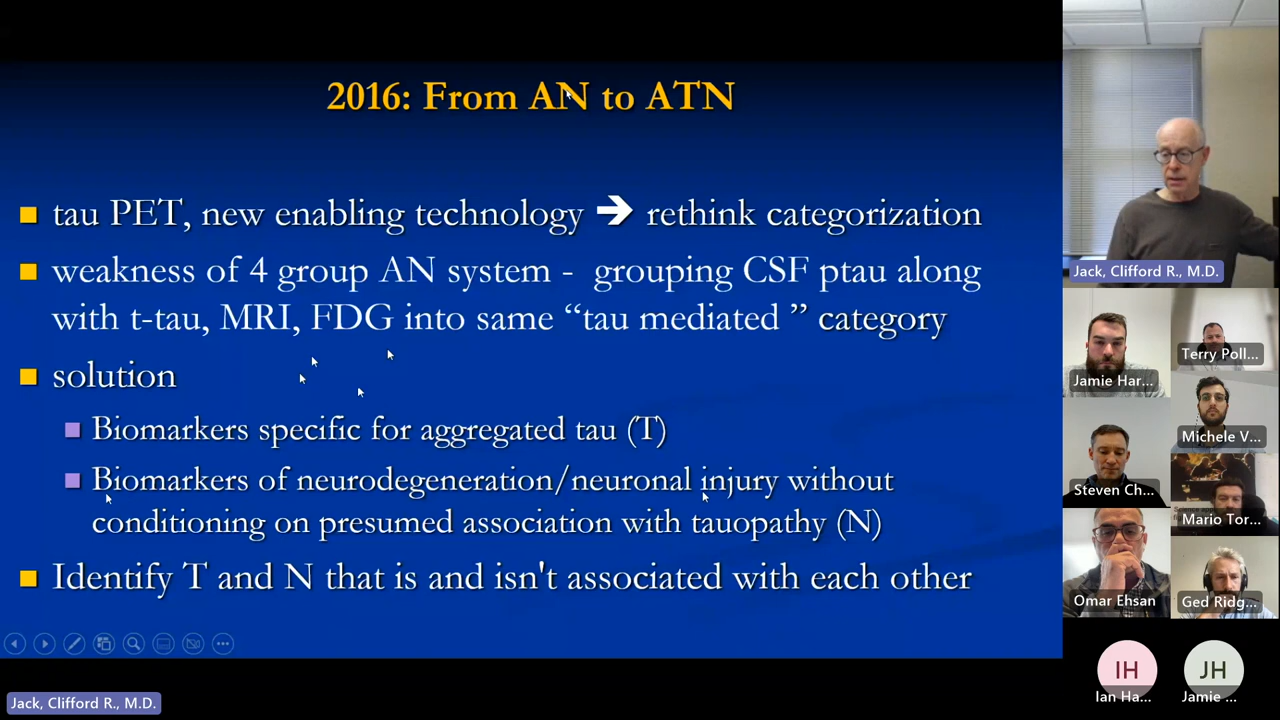 2016: From AN to ATN
tau PET, new enabling technology ➔ rethink categorization
weakness of 4 group AN system - grouping CSF ptau along
with t-tau, MRI, FDG into same “tau mediated ” category
solution
Biomarkers specific for aggregated tau (T)
Biomarkers of neurodegeneration/neuronal injury without
conditioning on presumed association with tauopathy (N)
Identify T and N that is and isn't associated with each other
Jack, Clifford R., M.D.
Jack, Clifford R., M.D.
Jamie Har...
Terry Poll...
Michele V...
Steven Ch...
Mario Tor...
Omar Ehsan
Ged Ridg...
IH
JH
Ian Ha...
Jamie ...